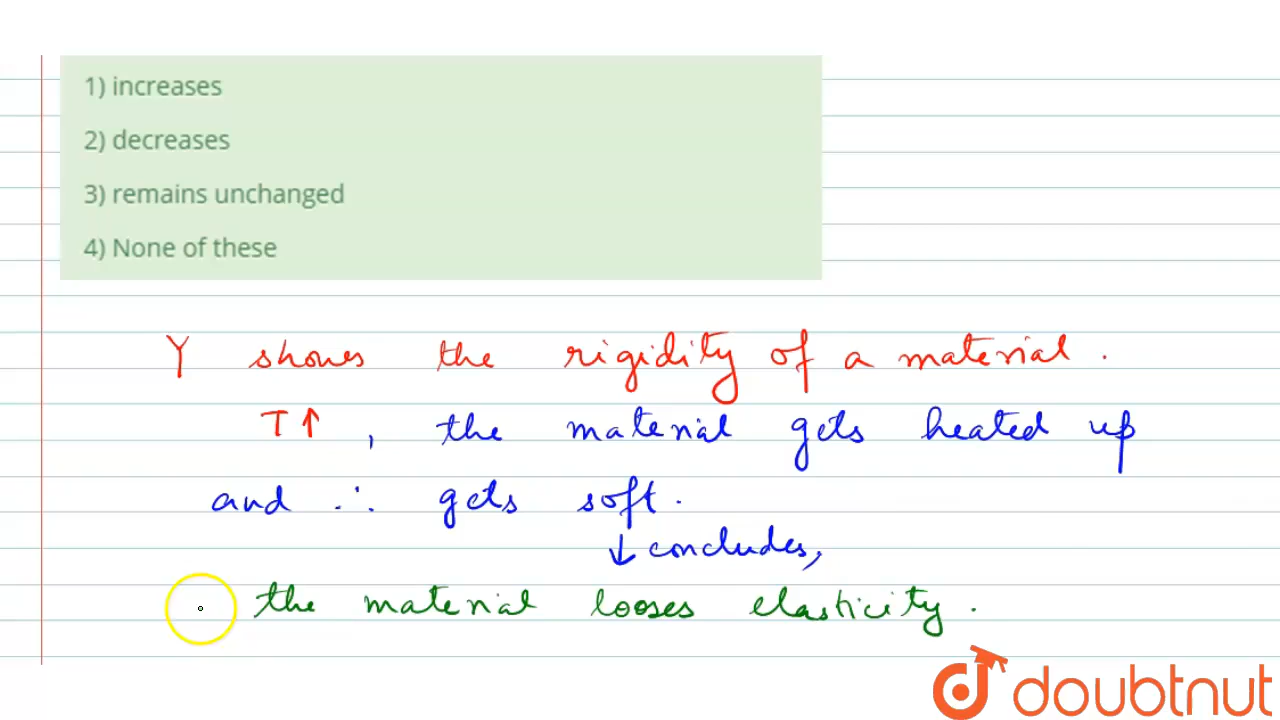 1) increases
2) decreases
3) remains unchanged
4) None of these
Y shows the rigidity of a material.
T↑, the material gets heated up
and ∴ gets soft.
↓ concludes,
the material looses elasticity.
doubtnut